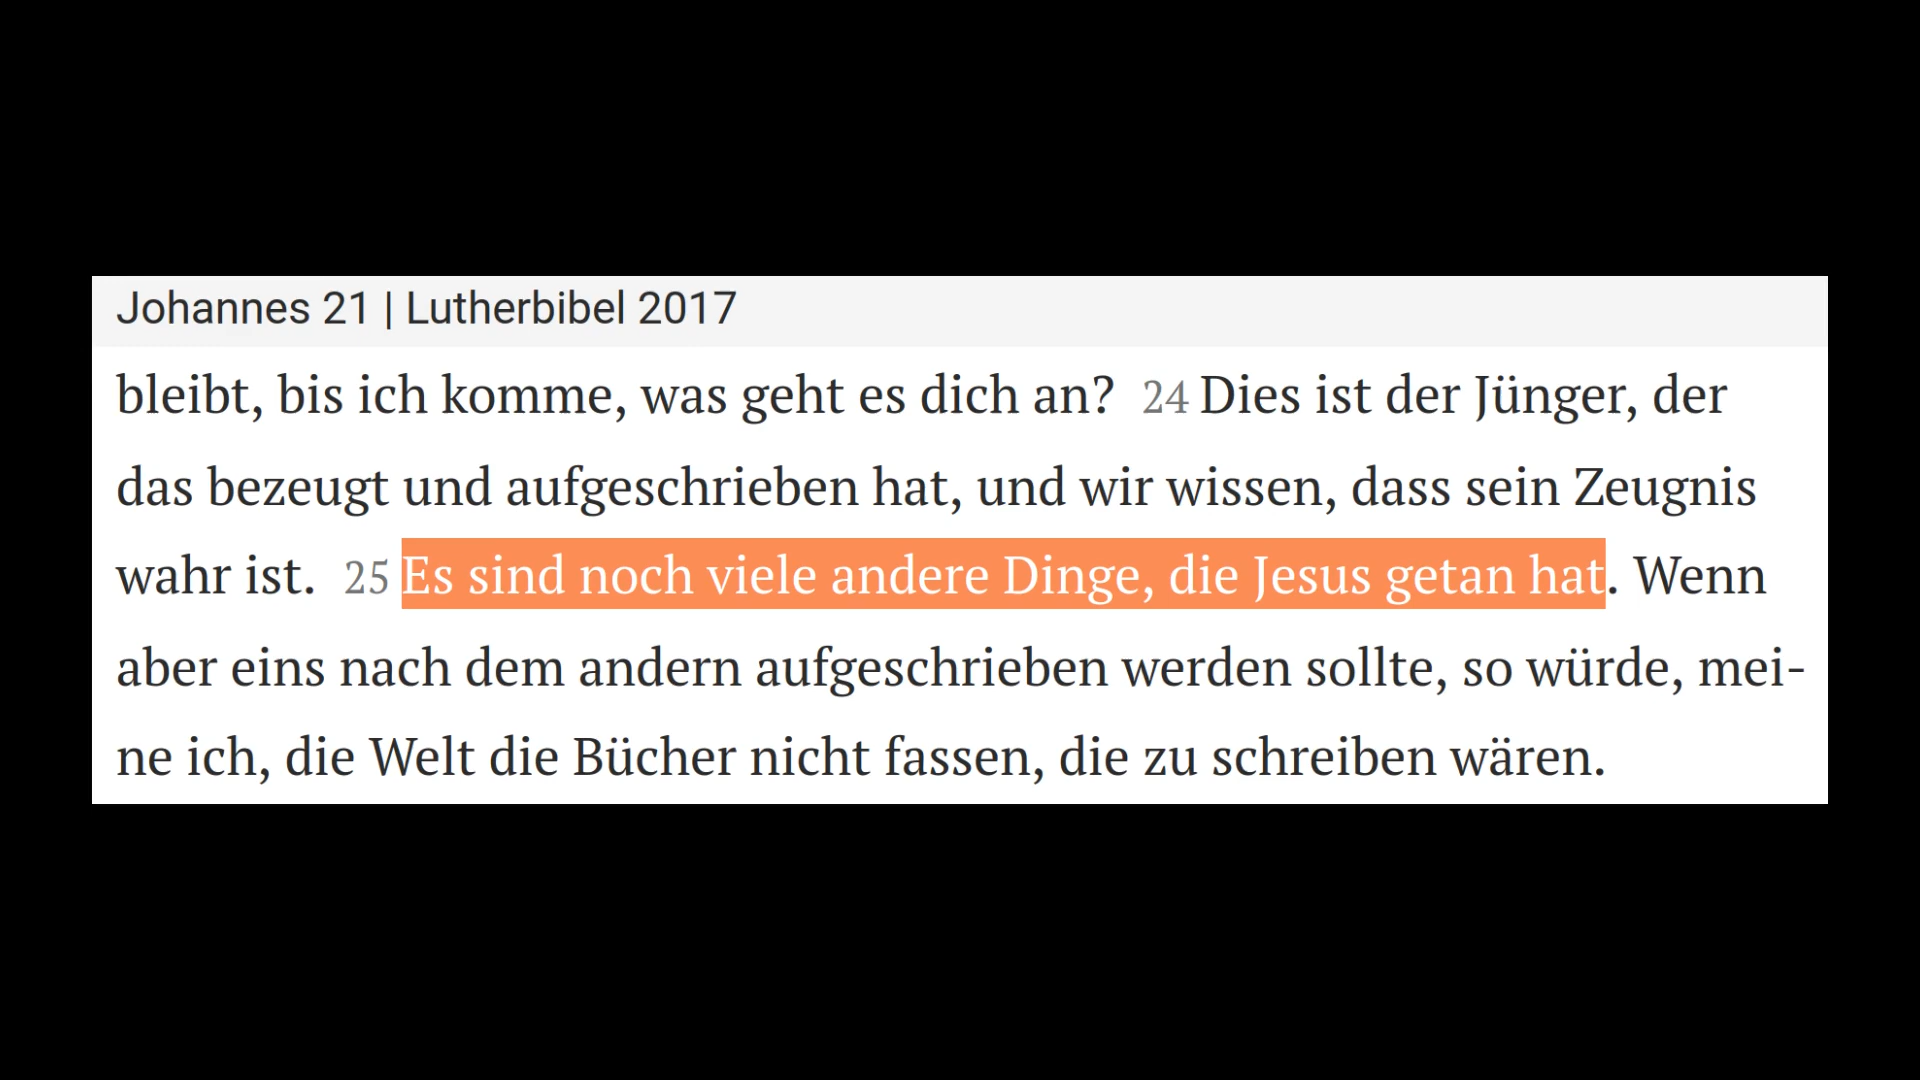 Johannes 21 | Lutherbibel 2017
bleibt, bis ich komme, was geht es dich an? 24 Dies ist der Jünger, der
das bezeugt und aufgeschrieben hat, und wir wissen, dass sein Zeugnis
wahr ist. 25 Es sind noch viele andere Dinge, die Jesus getan hat. Wenn
aber eins nach dem andern aufgeschrieben werden sollte, so würde, mei-
ne ich, die Welt die Bücher nicht fassen, die zu schreiben wären.